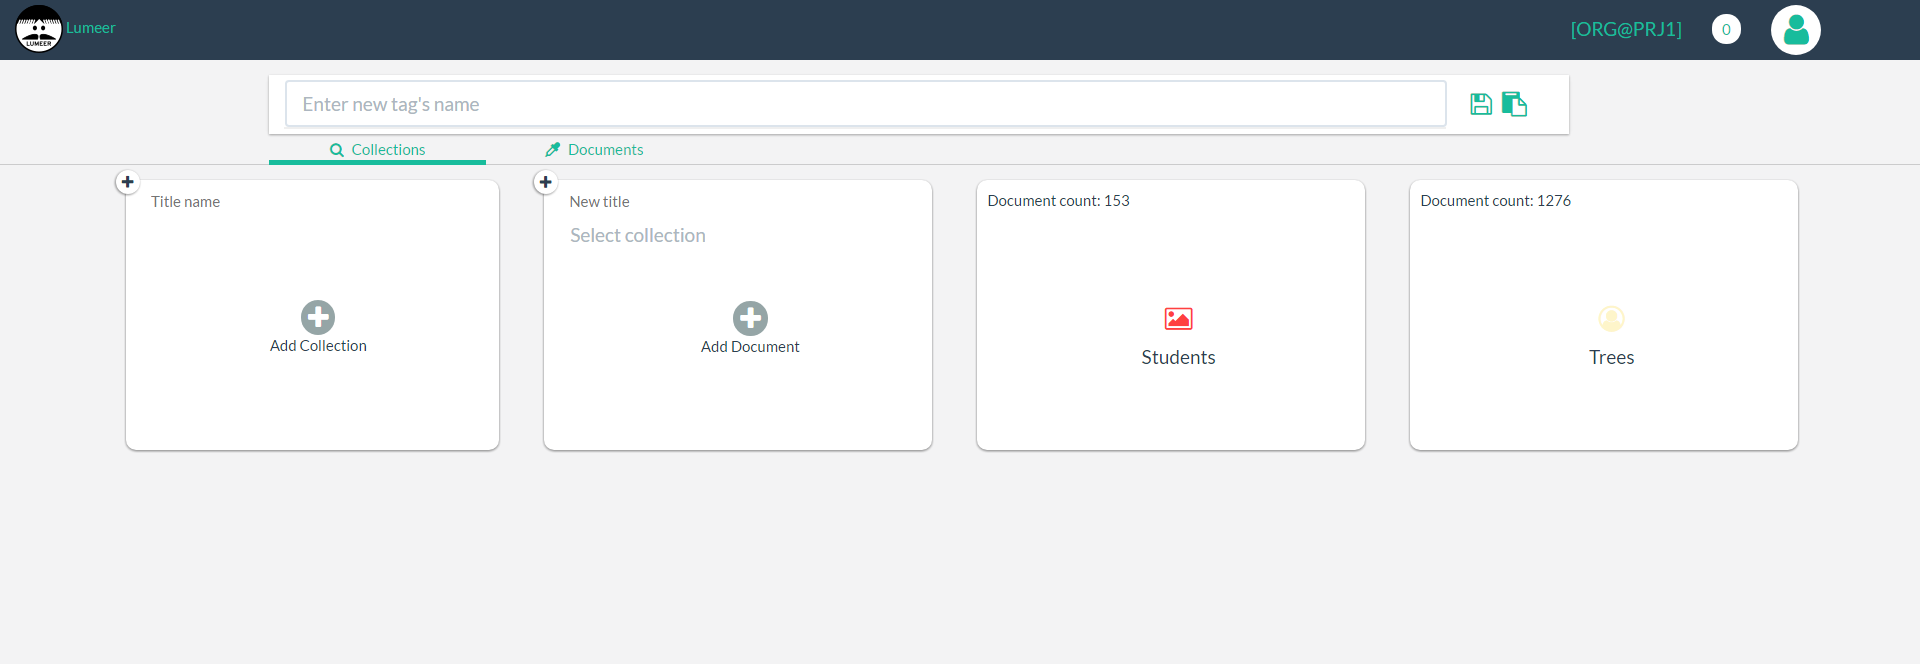 LUMEER
Lumeer
[ORG@PRJ1]
0
Enter new tag's name
Collections
Documents
Title name
Add Collection
New title
Select collection
Add Document
Document count: 153
Students
Document count: 1276
Trees